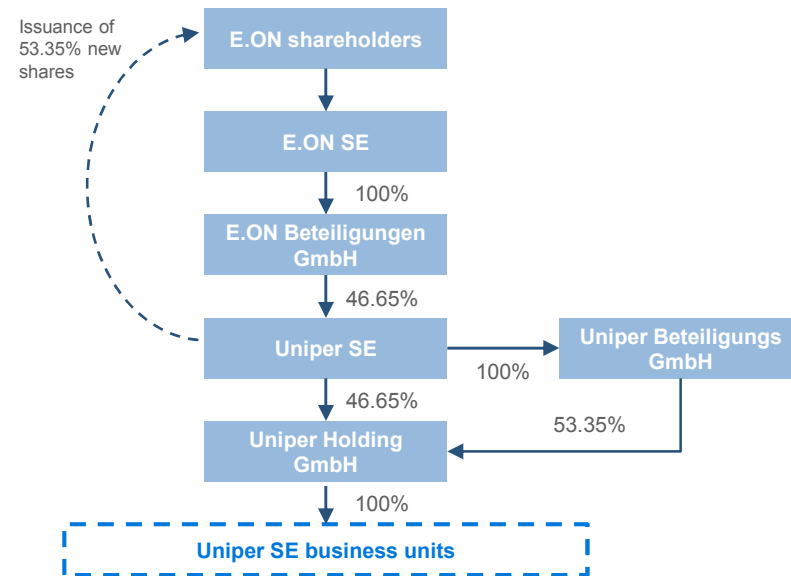 Issuance of
53.35% new
shares
E.ON shareholders
E.ON SE
100%
E.ON Beteiligungen
GmbH
46.65%
Uniper SE
100%
Uniper Beteiligungs
GmbH
46.65%
53.35%
Uniper Holding
GmbH
100%
Uniper SE business units